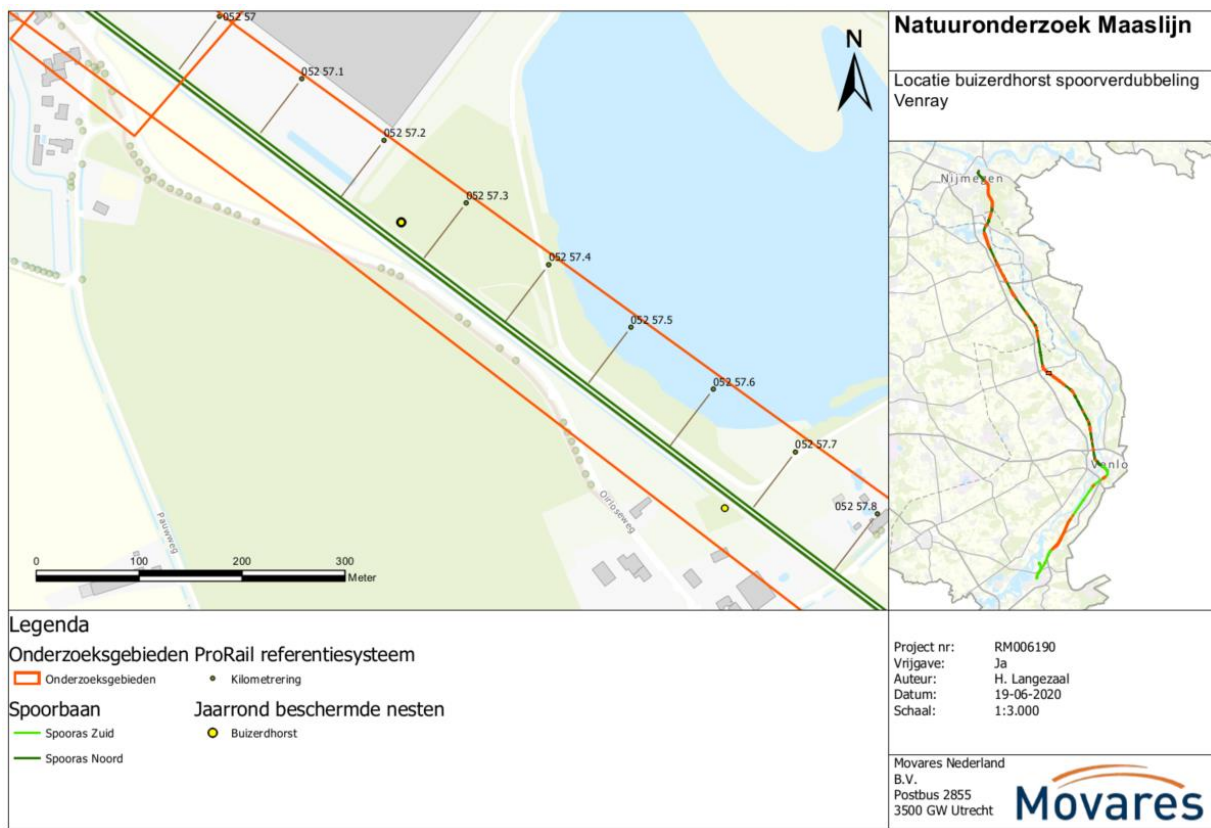 052 57
052 57.1
052 57.2
052 57.3
052 57.4
052 57.5
052 57.6
052 57.7
052 57.8
N
Pauwweg
Oirloseweg
0 100 200 300
Meter
Natuuronderzoek Maaslijn
Locatie buizerdhorst spoorverdubbeling
Venray
Nijmegen
Venlo
Legenda
Onderzoeksgebieden ProRail referentiesysteem
Onderzoeksgebieden Kilometrering
Spoorbaan Jaarrond beschermde nesten
Spooras Zuid Buizerdhorst
Spooras Noord
Project nr: RM006190
Vrijgave: Ja
Auteur: H. Langezaal
Datum: 19-06-2020
Schaal: 1:3.000
Movares Nederland
B.V.
Postbus 2855
3500 GW Utrecht
Movares